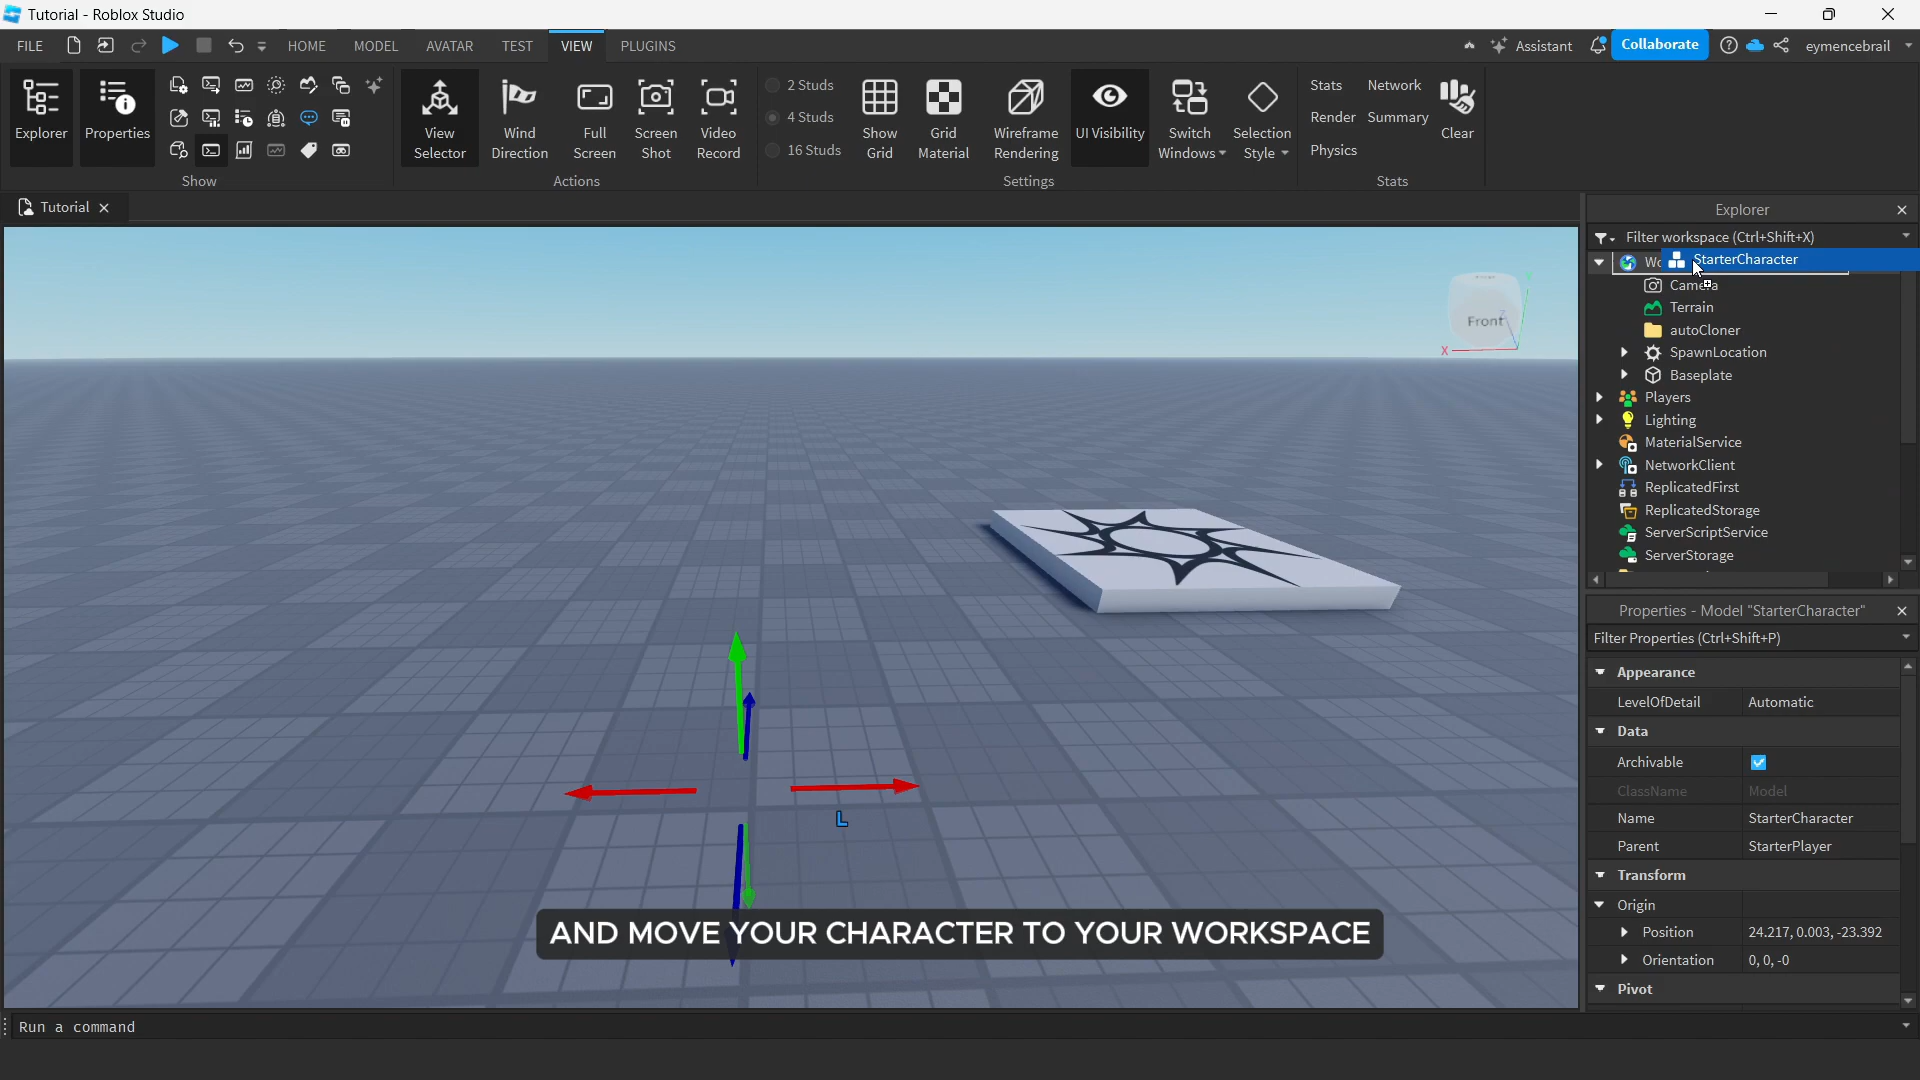 Tutorial - Roblox Studio
FILE HOME MODEL AVATAR TEST VIEW PLUGINS Assistant Collaborate eymencebrail
Explorer
Properties
Show
View Selector
Wind Direction
Full Screen
Screen Shot
Video Record
Actions
2 Studs
4 Studs
16 Studs
Show Grid
Grid Material
Wireframe Rendering
UI Visibility
Switch Windows
Selection Style
Settings
Stats Network
Render Summary
Physics
Clear
Stats
Tutorial
Front
X
Y
Z
L
AND MOVE YOUR CHARACTER TO YOUR WORKSPACE
Run a command
Explorer
Filter workspace (Ctrl+Shift+X)
StarterCharacter
Camera
Terrain
autoCloner
SpawnLocation
Baseplate
Players
Lighting
MaterialService
NetworkClient
ReplicatedFirst
ReplicatedStorage
ServerScriptService
ServerStorage
Properties - Model "StarterCharacter"
Filter Properties (Ctrl+Shift+P)
Appearance
LevelOfDetail Automatic
Data
Archivable
ClassName Model
Name StarterCharacter
Parent StarterPlayer
Transform
Origin
Position 24.217, 0.003, -23.392
Orientation 0, 0, -0
Pivot